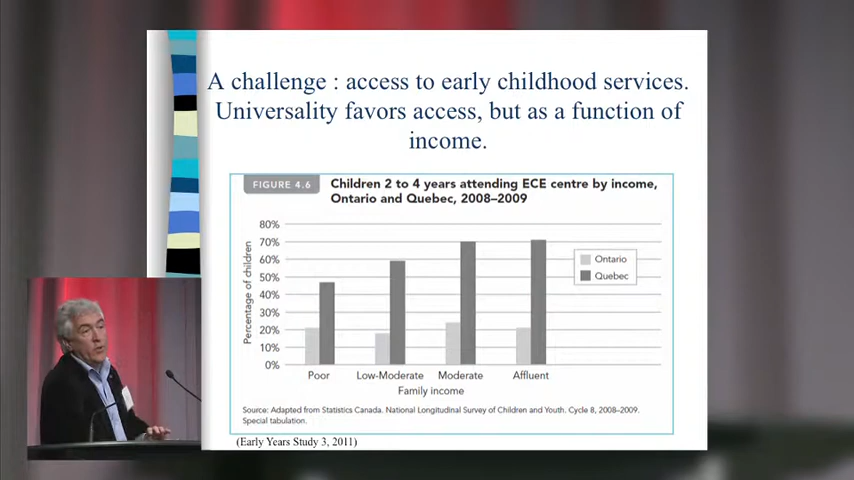 A challenge : access to early childhood services.
Universality favors access, but as a function of
income.
FIGURE 4.6
Children 2 to 4 years attending ECE centre by income,
Ontario and Quebec, 2008–2009
Percentage of children
80%
70%
60%
50%
40%
30%
20%
10%
0%
Ontario
Quebec
Poor Low-Moderate Moderate Affluent
Family income
Source: Adapted from Statistics Canada. National Longitudinal Survey of Children and Youth. Cycle 8, 2008–2009.
Special tabulation.
(Early Years Study 3, 2011)